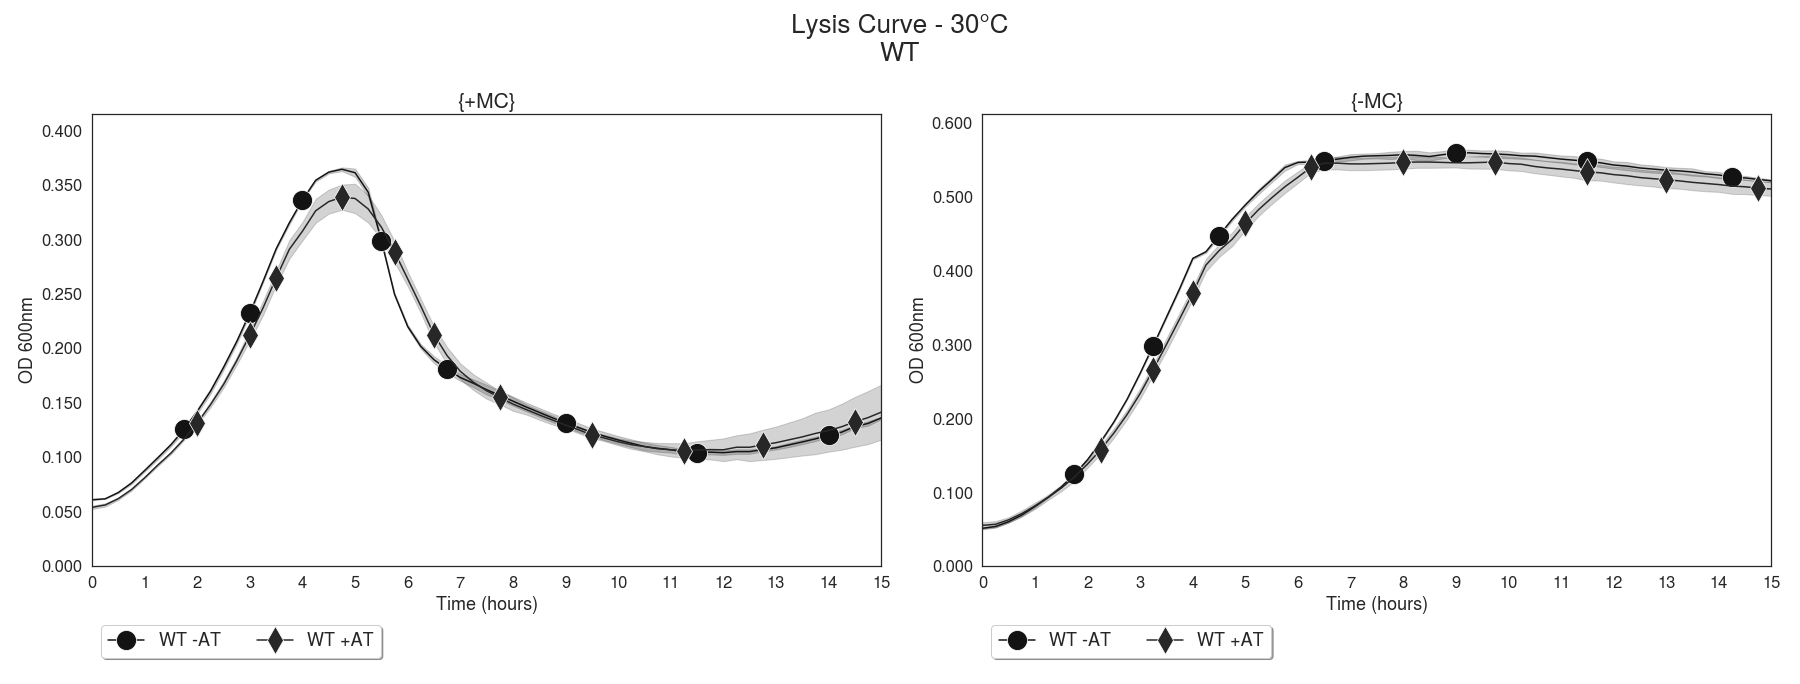 Lysis Curve - 30°C
WT
{+MC}
0.400
0.350
0.300
0.250
0.200
0.150
0.100
0.050
0.000
OD 600nm
0 1 2 3 4 5 6 7 8 9 10 11 12 13 14 15
Time (hours)
WT -AT WT +AT
{-MC}
0.600
0.500
0.400
0.300
0.200
0.100
0.000
OD 600nm
0 1 2 3 4 5 6 7 8 9 10 11 12 13 14 15
Time (hours)
WT -AT WT +AT